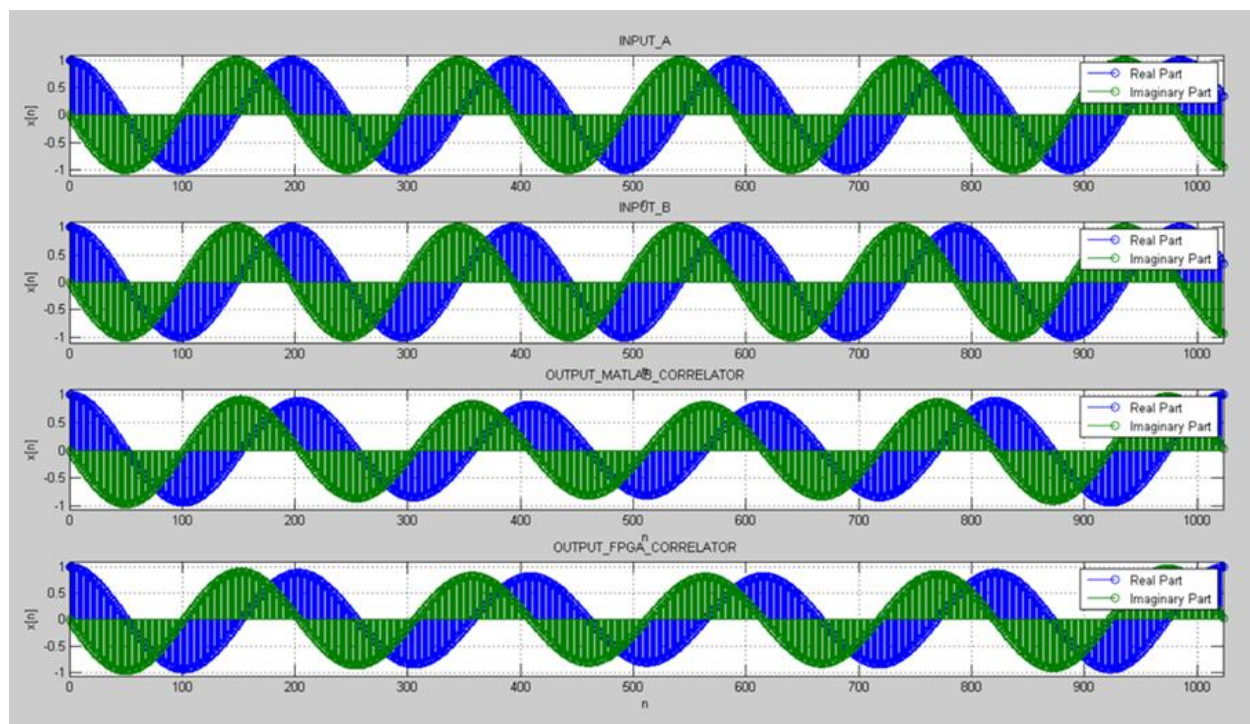 INPUT_A
1
0.5
0
-0.5
-1
x[n]
Real Part
Imaginary Part
0 100 200 300 400 500 600 700 800 900 1000
INPUT_B
1
0.5
0
-0.5
-1
x[n]
Real Part
Imaginary Part
0 100 200 300 400 500 600 700 800 900 1000
OUTPUT_MATLAB_CORRELATOR
1
0.5
0
-0.5
-1
x[n]
Real Part
Imaginary Part
0 100 200 300 400 500 600 700 800 900 1000
n
OUTPUT_FPGA_CORRELATOR
1
0.5
0
-0.5
-1
x[n]
Real Part
Imaginary Part
0 100 200 300 400 500 600 700 800 900 1000
n